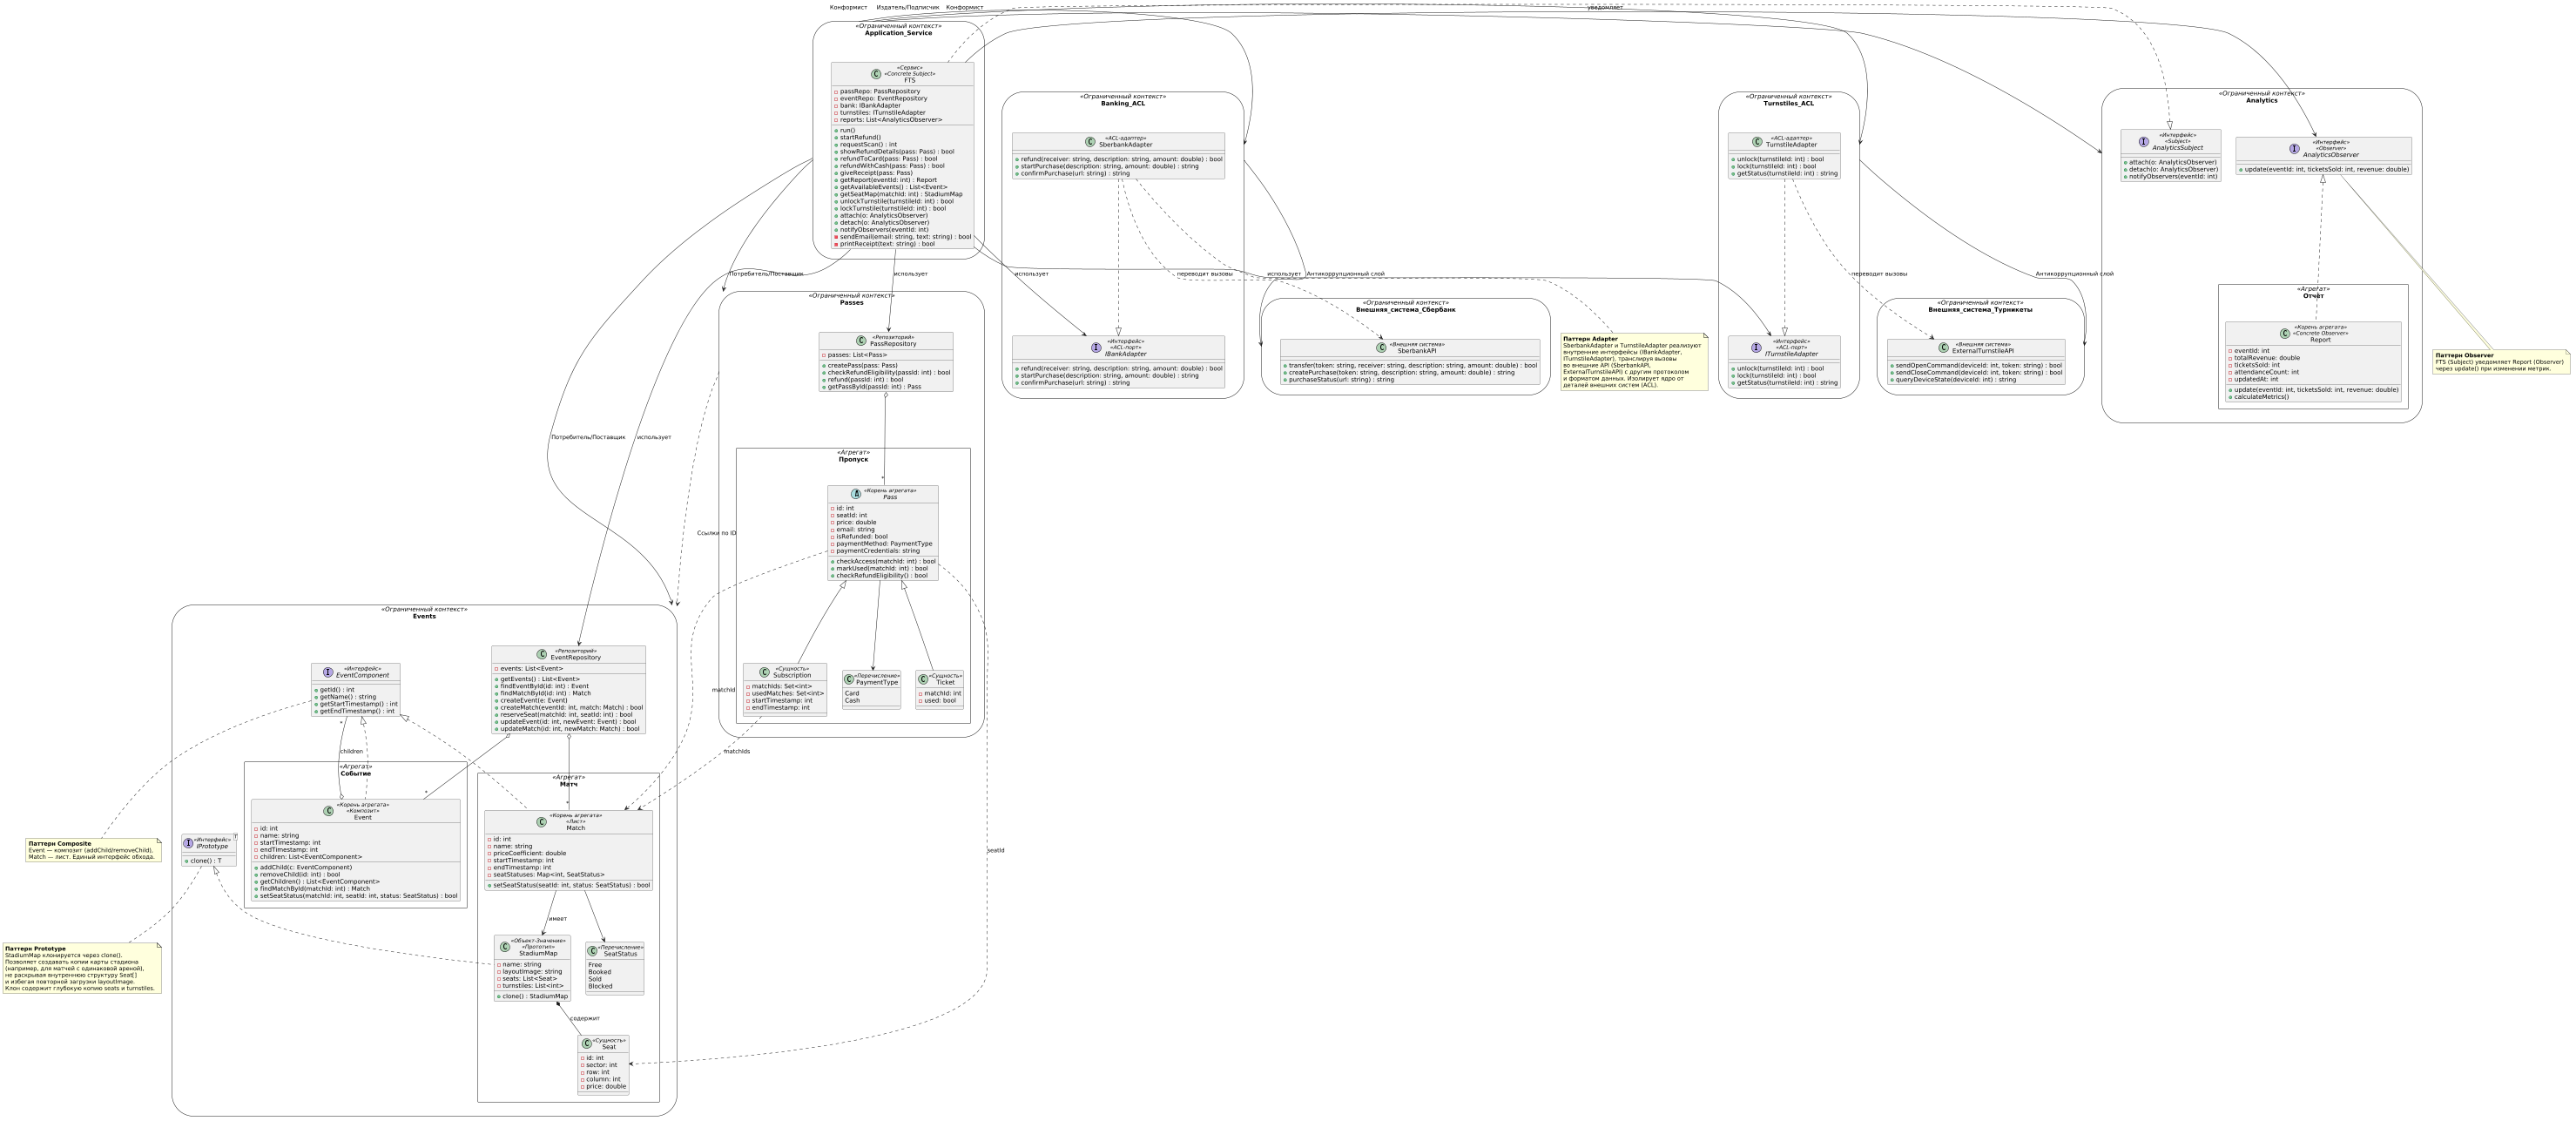 Конформист
Издатель/Подписчик
Конформист
уведомляет
«Ограниченный контекст»
Application_Service
«Сервис»
«Concrete Subject»
FTS
passRepo: PassRepository
eventRepo: EventRepository
bank: IBankAdapter
turnstiles: ITurnstileAdapter
reports: List<AnalyticsObserver>
run()
startRefund()
requestScan() : int
showRefundDetails(pass: Pass) : bool
refundToCard(pass: Pass) : bool
refundWithCash(pass: Pass) : bool
giveReceipt(pass: Pass)
getReport(eventId: int) : Report
getAvailableEvents() : List<Event>
getSeatMap(matchId: int) : StadiumMap
unlockTurnstile(turnstileId: int) : bool
lockTurnstile(turnstileId: int) : bool
attach(o: AnalyticsObserver)
detach(o: AnalyticsObserver)
notifyObservers(eventId: int)
sendEmail(email: string, text: string) : bool
printReceipt(text: string) : bool
«Ограниченный контекст»
Banking_ACL
«ACL-адаптер»
SberbankAdapter
refund(receiver: string, description: string, amount: double) : bool
startPurchase(description: string, amount: double) : string
confirmPurchase(url: string) : string
«Ограниченный контекст»
Turnstiles_ACL
«ACL-адаптер»
TurnstileAdapter
unlock(turnstileId: int) : bool
lock(turnstileId: int) : bool
getStatus(turnstileId: int) : string
«Ограниченный контекст»
Analytics
«Интерфейс»
«Subject»
AnalyticsSubject
attach(o: AnalyticsObserver)
detach(o: AnalyticsObserver)
notifyObservers(eventId: int)
«Интерфейс»
«Observer»
AnalyticsObserver
update(eventId: int, ticketsSold: int, revenue: double)
Потребитель/Поставщик
использует
использует
переводит вызовы
использует
Антикоррупционный слой
переводит вызовы
Антикоррупционный слой
«Ограниченный контекст»
Passes
«Репозиторий»
PassRepository
passes: List<Pass>
createPass(pass: Pass)
checkRefundEligibility(passId: int) : bool
refund(passId: int) : bool
getPassById(passId: int) : Pass
«Интерфейс»
«ACL-порт»
IBankAdapter
refund(receiver: string, description: string, amount: double) : bool
startPurchase(description: string, amount: double) : string
confirmPurchase(url: string) : string
«Ограниченный контекст»
Внешняя_система_Сбербанк
«Внешняя система»
SberbankAPI
transfer(token: string, receiver: string, description: string, amount: double) : bool
createPurchase(token: string, description: string, amount: double) : string
purchaseStatus(url: string) : string
Паттерн Adapter
SberbankAdapter и TurnstileAdapter реализуют
внутренние интерфейсы (IBankAdapter,
ITurnstileAdapter), транслируя вызовы
во внешние API (SberbankAPI,
ExternalTurnstileAPI) с другим протоколом
и форматом данных. Изолирует ядро от
деталей внешних систем (ACL).
«Интерфейс»
«ACL-порт»
ITurnstileAdapter
unlock(turnstileId: int) : bool
lock(turnstileId: int) : bool
getStatus(turnstileId: int) : string
«Ограниченный контекст»
Внешняя_система_Турникеты
«Внешняя система»
ExternalTurnstileAPI
sendOpenCommand(deviceId: int, token: string) : bool
sendCloseCommand(deviceId: int, token: string) : bool
queryDeviceState(deviceId: int) : string
«Агрегат»
Отчёт
«Корень агрегата»
«Concrete Observer»
Report
eventId: int
totalRevenue: double
ticketsSold: int
attendanceCount: int
updatedAt: int
update(eventId: int, ticketsSold: int, revenue: double)
calculateMetrics()
Паттерн Observer
FTS (Subject) уведомляет Report (Observer)
через update() при изменении метрик.
Потребитель/Поставщик
использует
«Агрегат»
Пропуск
*
«Корень агрегата»
Pass
id: int
seatId: int
price: double
email: string
isRefunded: bool
paymentMethod: PaymentType
paymentCredentials: string
checkAccess(matchId: int) : bool
markUsed(matchId: int) : bool
checkRefundEligibility() : bool
Ссылки по ID
matchId
«Сущность»
Subscription
matchIds: Set<int>
usedMatches: Set<int>
startTimestamp: int
endTimestamp: int
«Перечисление»
PaymentType
Card
Cash
«Сущность»
Ticket
matchId: int
used: bool
«Ограниченный контекст»
Events
«Интерфейс»
EventComponent
getId() : int
getName() : string
getStartTimestamp() : int
getEndTimestamp() : int
«Репозиторий»
EventRepository
events: List<Event>
getEvents() : List<Event>
findEventById(id: int) : Event
findMatchById(id: int) : Match
createEvent(e: Event)
createMatch(eventId: int, match: Match) : bool
reserveSeat(matchId: int, seatId: int) : bool
updateEvent(id: int, newEvent: Event) : bool
updateMatch(id: int, newMatch: Match) : bool
*
children
matchIds
«Агрегат»
Событие
*
«Корень агрегата»
«Композит»
Event
id: int
name: string
startTimestamp: int
endTimestamp: int
children: List<EventComponent>
addChild(c: EventComponent)
removeChild(id: int) : bool
getChildren() : List<EventComponent>
findMatchById(matchId: int) : Match
setSeatStatus(matchId: int, seatId: int, status: SeatStatus) : bool
«Агрегат»
Матч
*
«Корень агрегата»
«Лист»
Match
id: int
name: string
priceCoefficient: double
startTimestamp: int
endTimestamp: int
seatStatuses: Map<int, SeatStatus>
setSeatStatus(seatId: int, status: SeatStatus) : bool
Паттерн Composite
Event — композит (addChild/removeChild).
Match — лист. Единый интерфейс обхода.
«Интерфейс»
T
IPrototype
clone() : T
seatId
имеет
Паттерн Prototype
StadiumMap клонируется через clone().
Позволяет создавать копии карты стадиона
(например, для матчей с одинаковой ареной),
не раскрывая внутреннюю структуру Seat[]
и избегая повторной загрузки layoutImage.
Клон содержит глубокую копию seats и turnstiles.
«Объект-Значение»
«Прототип»
StadiumMap
name: string
layoutImage: string
seats: List<Seat>
turnstiles: List<int>
clone() : StadiumMap
«Перечисление»
SeatStatus
Free
Booked
Sold
Blocked
содержит
«Сущность»
Seat
id: int
sector: int
row: int
column: int
price: double